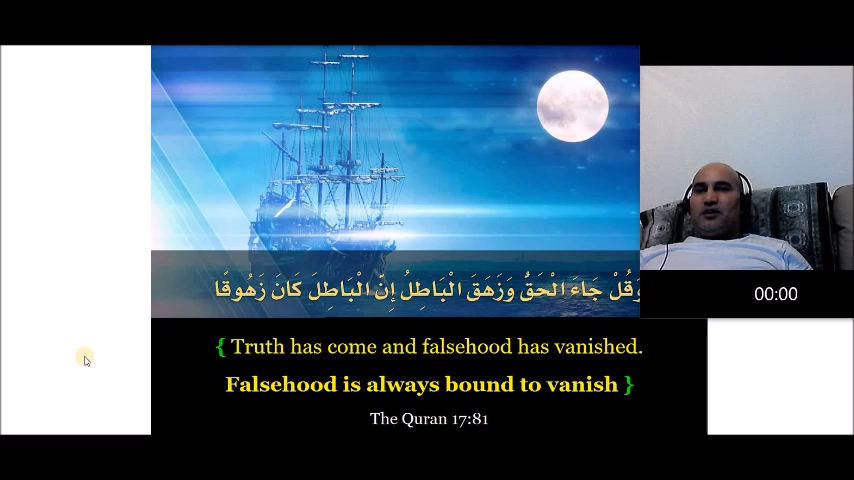 وَقُلْ جَاءَ الْحَقُّ وَزَهَقَ الْبَاطِلُ إِنَّ الْبَاطِلَ كَانَ زَهُوقًا
00:00
{ Truth has come and falsehood has vanished.
Falsehood is always bound to vanish }
The Quran 17:81